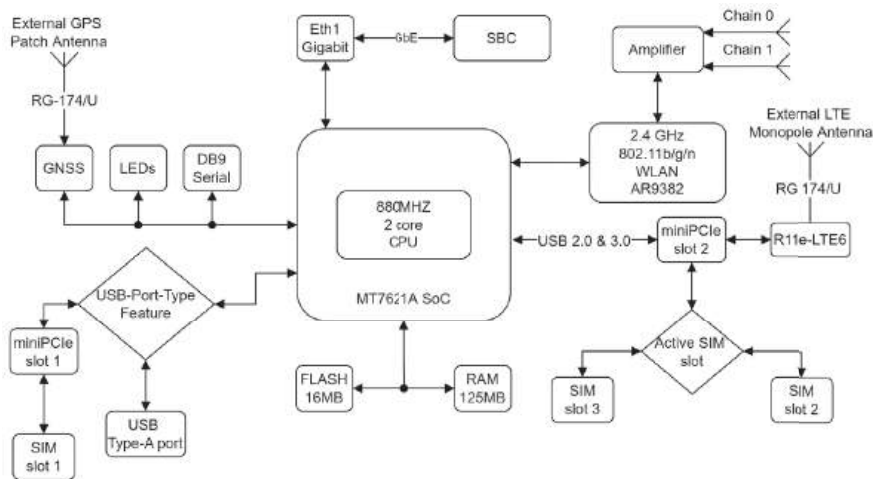 External GPS
Patch Antenna
RG-174/U
GNSS
LEDs
DB9
Serial
Eth1
Gigabit
GbE
SBC
Amplifier
Chain 0
Chain 1
2.4 GHz
802.11b/g/n
WLAN
AR9382
External LTE
Monopole Antenna
RG 174/U
880MHZ
2 core
CPU
MT7621A SoC
USB 2.0 & 3.0
miniPCIe
slot 2
R11e-LTE6
USB-Port-Type
Feature
miniPCIe
slot 1
SIM
slot 1
USB
Type-A port
FLASH
16MB
RAM
125MB
Active SIM
slot
SIM
slot 3
SIM
slot 2